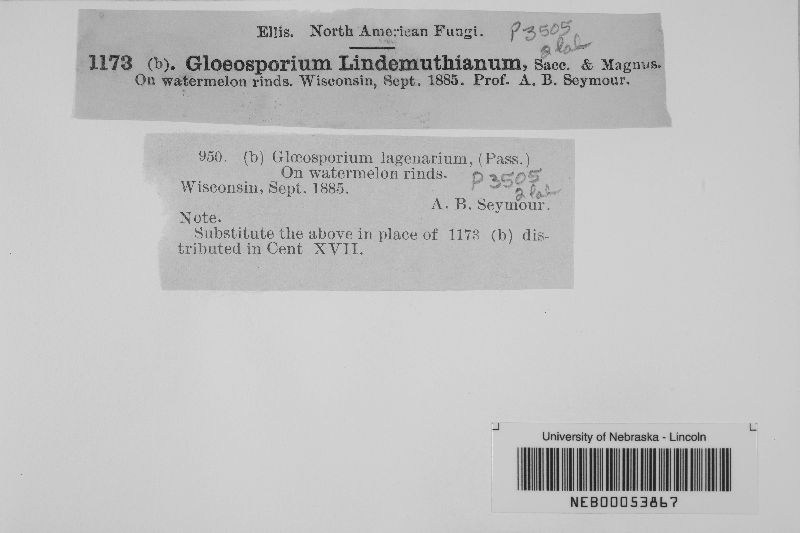 Ellis. North American Fungi.
P3505
2 lab
1173 (b). Gloeosporium Lindemuthianum, Sacc. & Magnus.
On watermelon rinds. Wisconsin, Sept. 1885. Prof. A. B. Seymour.
950. (b) Glœosporium lagenarium, (Pass.)
On watermelon rinds.
P3505
2 lab
Wisconsin, Sept. 1885.
A. B. Seymour.
Note.
Substitute the above in place of 1173 (b) dis-
tributed in Cent XVII.
University of Nebraska - Lincoln
NEB00053867